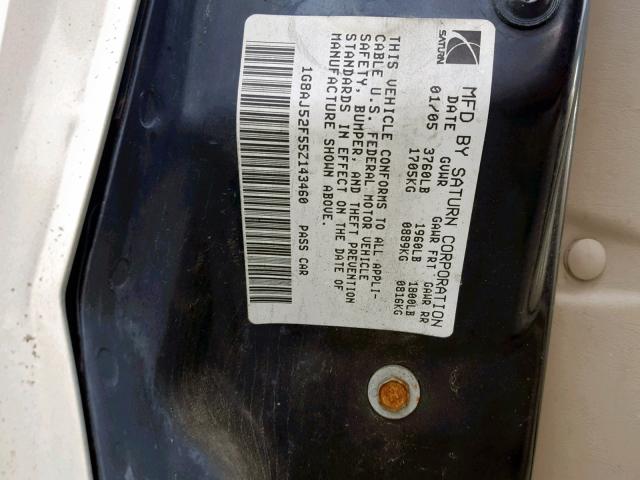 SATURN
MFD BY SATURN CORPORATION
DATE GVWR GAWR FRT GAWR RR
01/05 3760LB 1960LB 1800LB
1705KG 0889KG 0816KG
THIS VEHICLE CONFORMS TO ALL APPLI-
CABLE U.S. FEDERAL MOTOR VEHICLE
SAFETY, BUMPER, AND THEFT PREVENTION
STANDARDS IN EFFECT ON THE DATE OF
MANUFACTURE SHOWN ABOVE.
1G8AJ52F55Z143460 PASS CAR